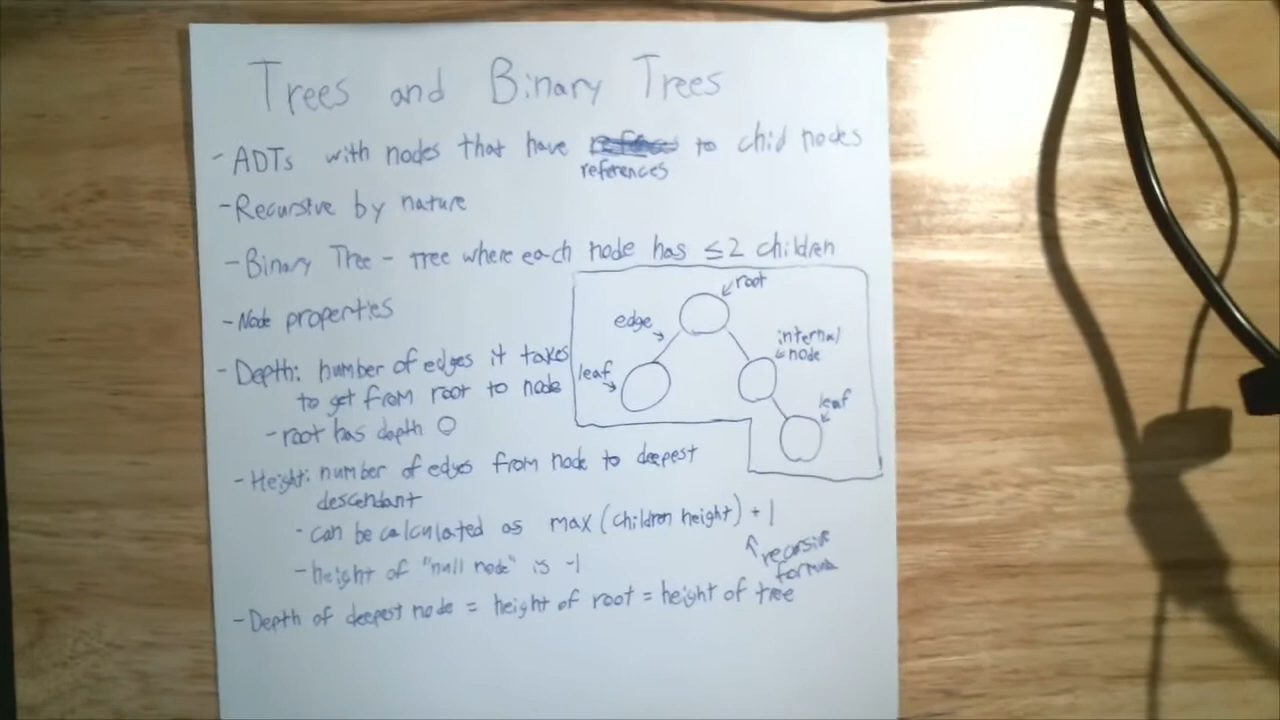 Trees and Binary Trees
- ADTs with nodes that have to chid nodes
references
- Recursive by nature
- Binary Tree - tree where each node has ≤2 children
- Node properties
- Depth: number of edges it takes
to get from root to node
- root has depth 0
- Height: number of edges from node to deepest
descendant
- can be calculated as max (children height) + 1
- height of "null node" is -1
- Depth of deepest node = height of root = height of tree
root
edge
internal
node
leaf
leaf
recursive
formula